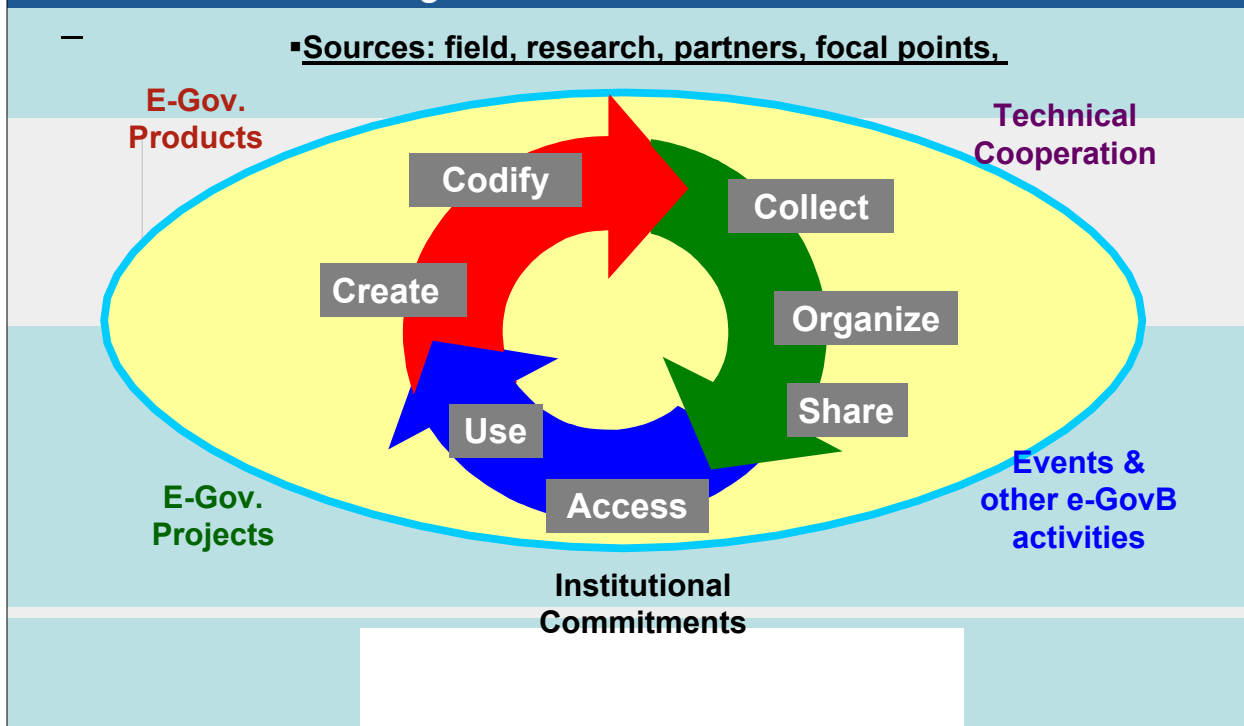 ▪Sources: field, research, partners, focal points,
E-Gov.
Products
Technical
Cooperation
Codify
Collect
Create
Organize
Share
Use
Access
E-Gov.
Projects
Events &
other e-GovB
activities
Institutional
Commitments